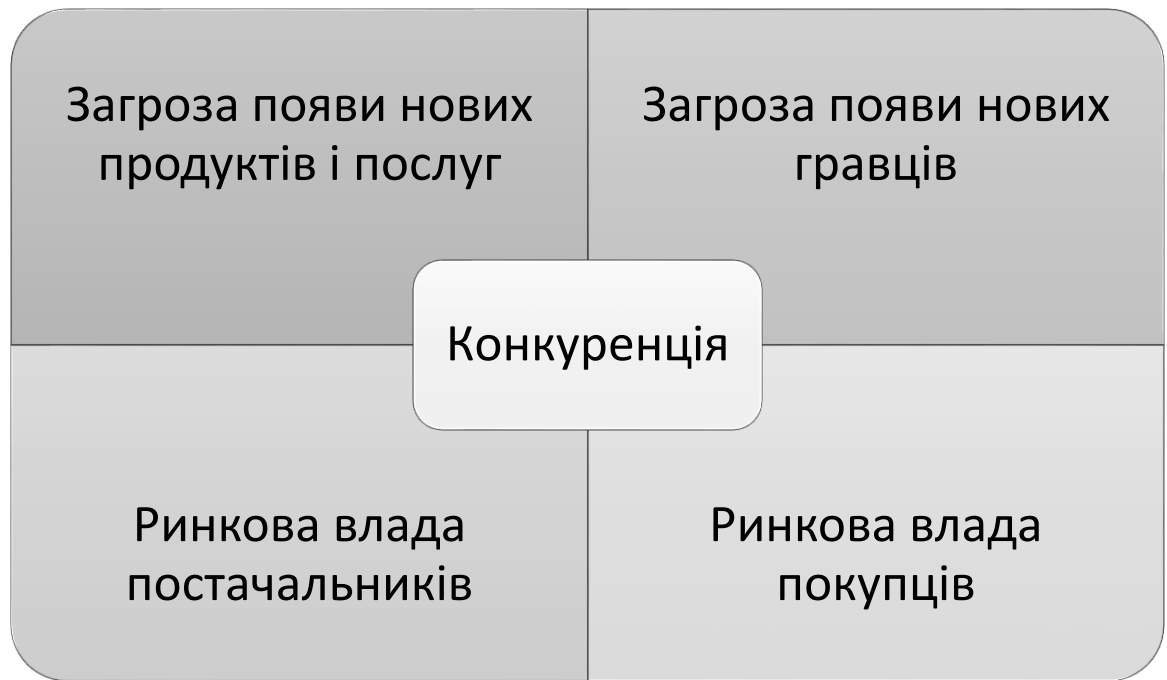 Загроза появи нових
продуктів і послуг
Загроза появи нових
гравців
Конкуренція
Ринкова влада
постачальників
Ринкова влада
покупців